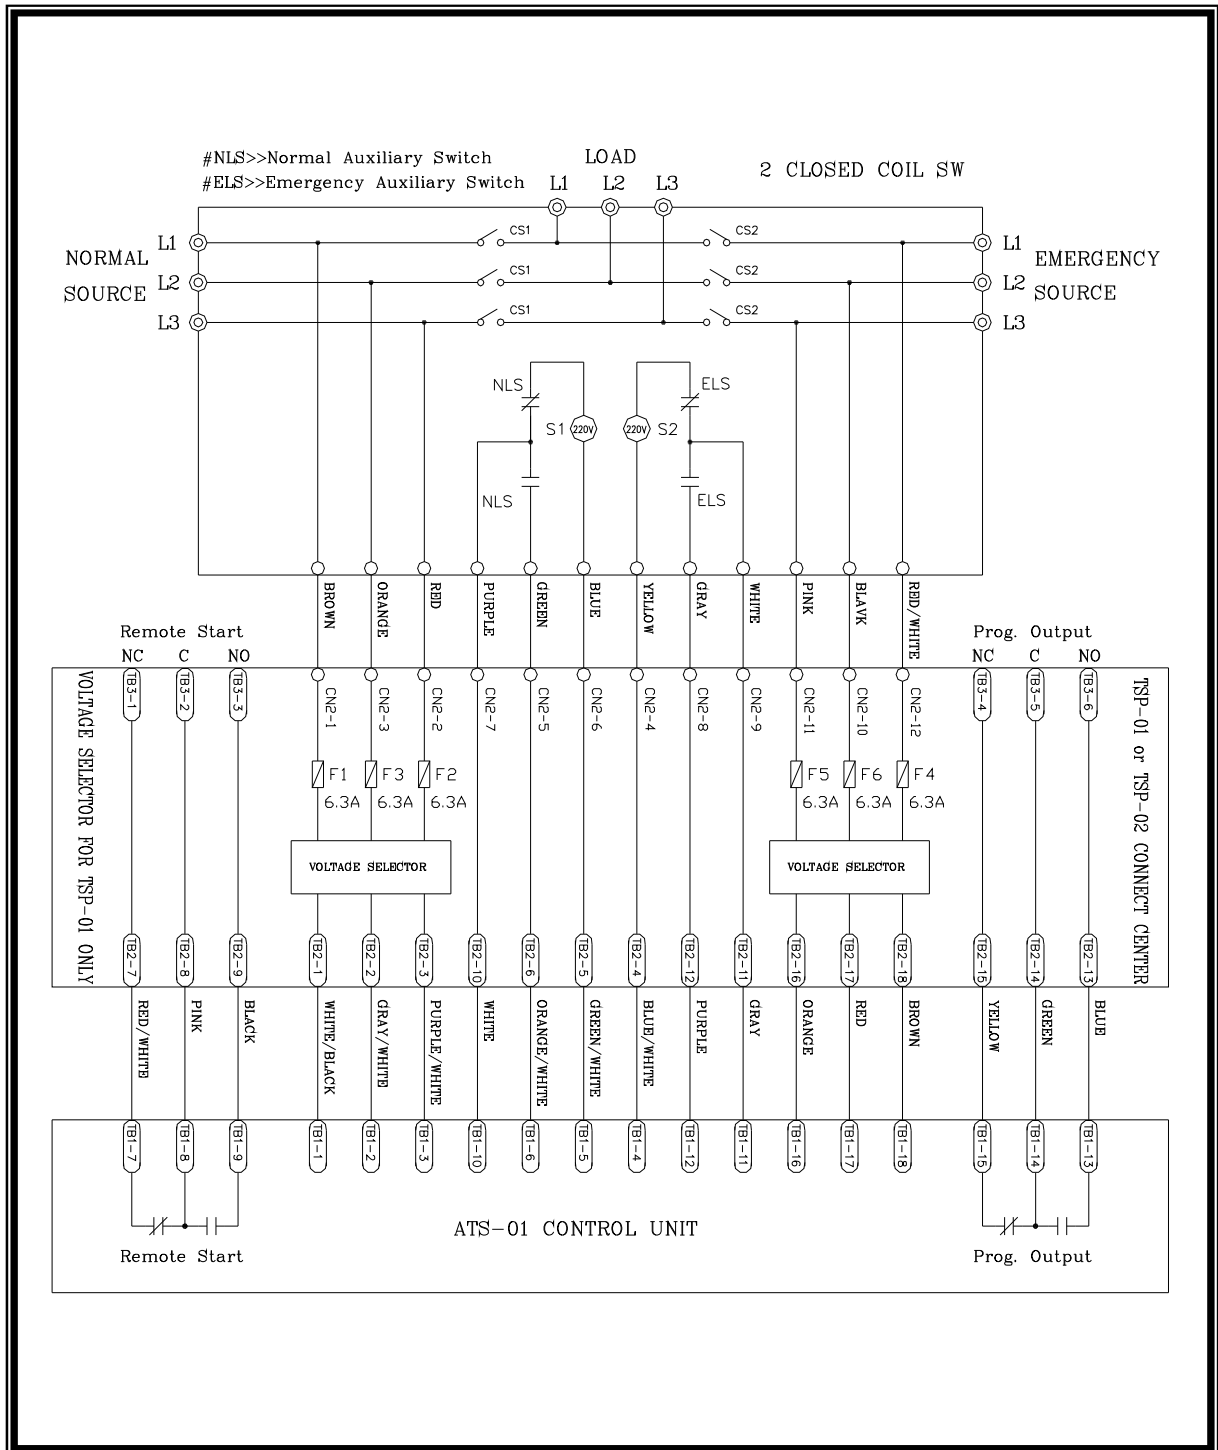 #NLS>>Normal Auxiliary Switch
#ELS>>Emergency Auxiliary Switch
LOAD
2 CLOSED COIL SW
L1 L2 L3
L1 CS1 CS2 L1
NORMAL
SOURCE
EMERGENCY
SOURCE
L2 CS1 CS2 L2
L3 CS1 CS2 L3
NLS ELS
S1 220V 220V S2
NLS ELS
BROWN
ORANGE
RED
PURPLE
GREEN
BLUE
YELLOW
GRAY
WHITE
PINK
BLAVK
RED/WHITE
Remote Start
NC C NO
Prog. Output
NC C NO
VOLTAGE SELECTOR FOR TSP-01 ONLY
TB3-1
TB3-2
TB3-3
CN2-1
CN2-3
CN2-2
CN2-7
CN2-5
CN2-6
CN2-4
CN2-8
CN2-9
CN2-11
CN2-10
CN2-12
TB3-4
TB3-5
TB3-6
TSP-01 or TSP-02 CONNECT CENTER
F1 F3 F2 F5 F6 F4
6.3A 6.3A 6.3A 6.3A 6.3A 6.3A
VOLTAGE SELECTOR
VOLTAGE SELECTOR
TB2-7
TB2-8
TB2-9
TB2-1
TB2-2
TB2-3
TB2-10
TB2-6
TB2-5
TB2-4
TB2-12
TB2-11
TB2-16
TB2-17
TB2-18
TB2-15
TB2-14
TB2-13
RED/WHITE
PINK
BLACK
WHITE/BLACK
GRAY/WHITE
PURPLE/WHITE
WHITE
ORANGE/WHITE
GREEN/WHITE
BLUE/WHITE
PURPLE
GRAY
ORANGE
RED
BROWN
YELLOW
GREEN
BLUE
TB1-7
TB1-8
TB1-9
TB1-1
TB1-2
TB1-3
TB1-10
TB1-6
TB1-5
TB1-4
TB1-12
TB1-11
TB1-16
TB1-17
TB1-18
TB1-15
TB1-14
TB1-13
ATS-01 CONTROL UNIT
Remote Start
Prog. Output